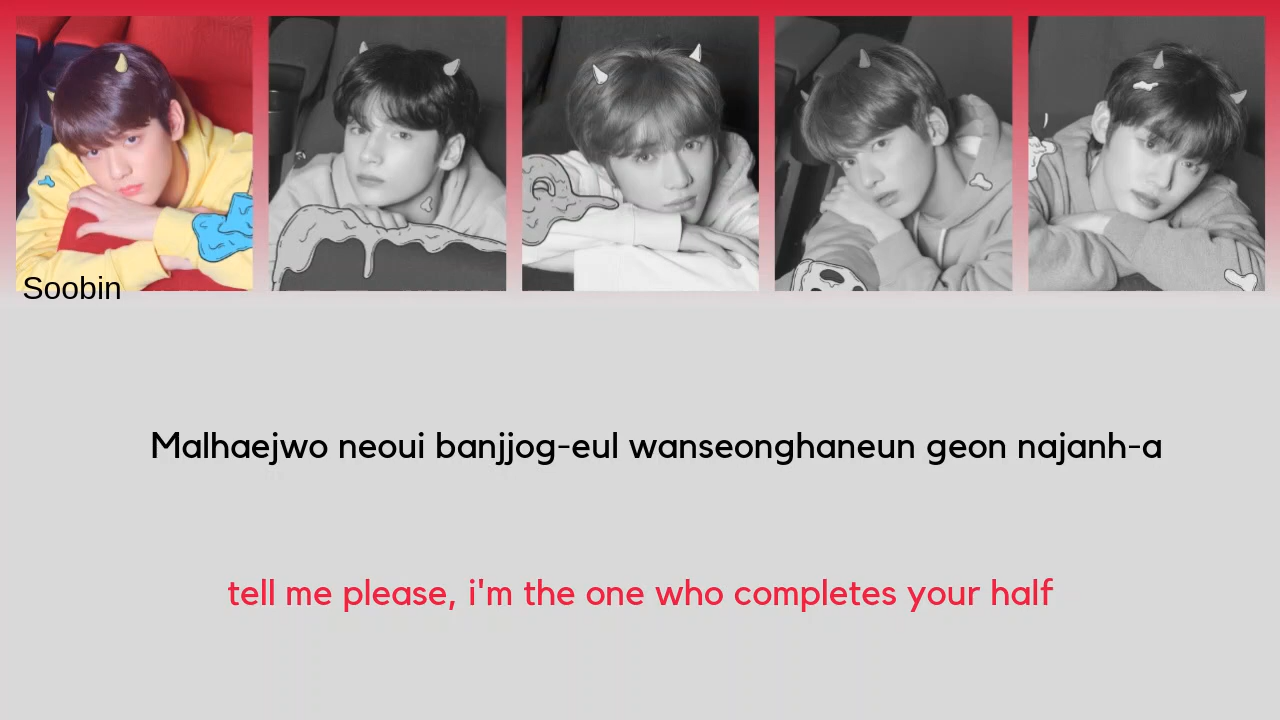 Soobin
Malhaejwo neoui banjjog-eul wanseonghaneun geon najanh-a
tell me please, i'm the one who completes your half